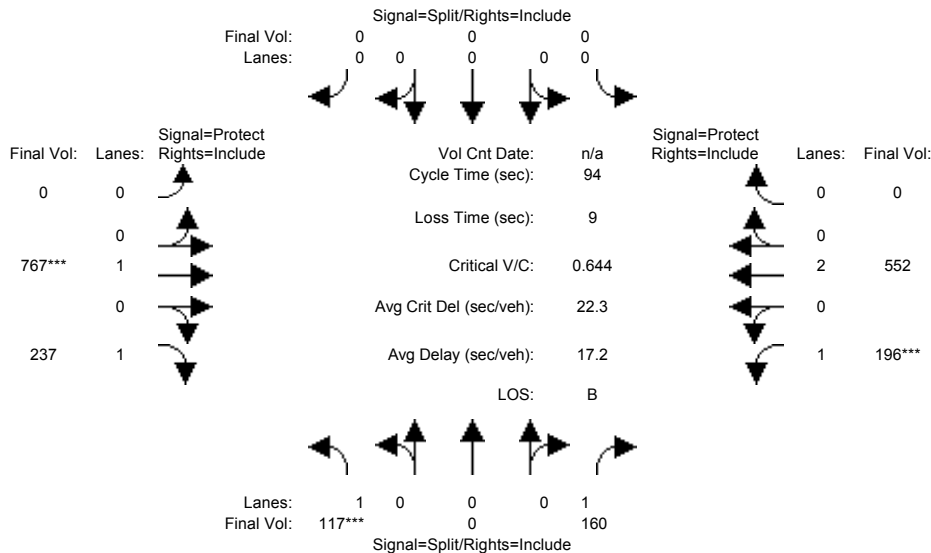 Signal=Split/Rights=Include
Final Vol: 0 0 0
Lanes: 0 0 0 0 0
Signal=Protect Signal=Protect
Final Vol: Lanes: Rights=Include Vol Cnt Date: n/a Rights=Include Lanes: Final Vol:
Cycle Time (sec): 94
0 0 0 0
Loss Time (sec): 9
0 0
767*** 1 Critical V/C: 0.644 2 552
0 Avg Crit Del (sec/veh): 22.3 0
237 1 Avg Delay (sec/veh): 17.2 1 196***
LOS: B
Lanes: 1 0 0 0 1
Final Vol: 117*** 0 160
Signal=Split/Rights=Include